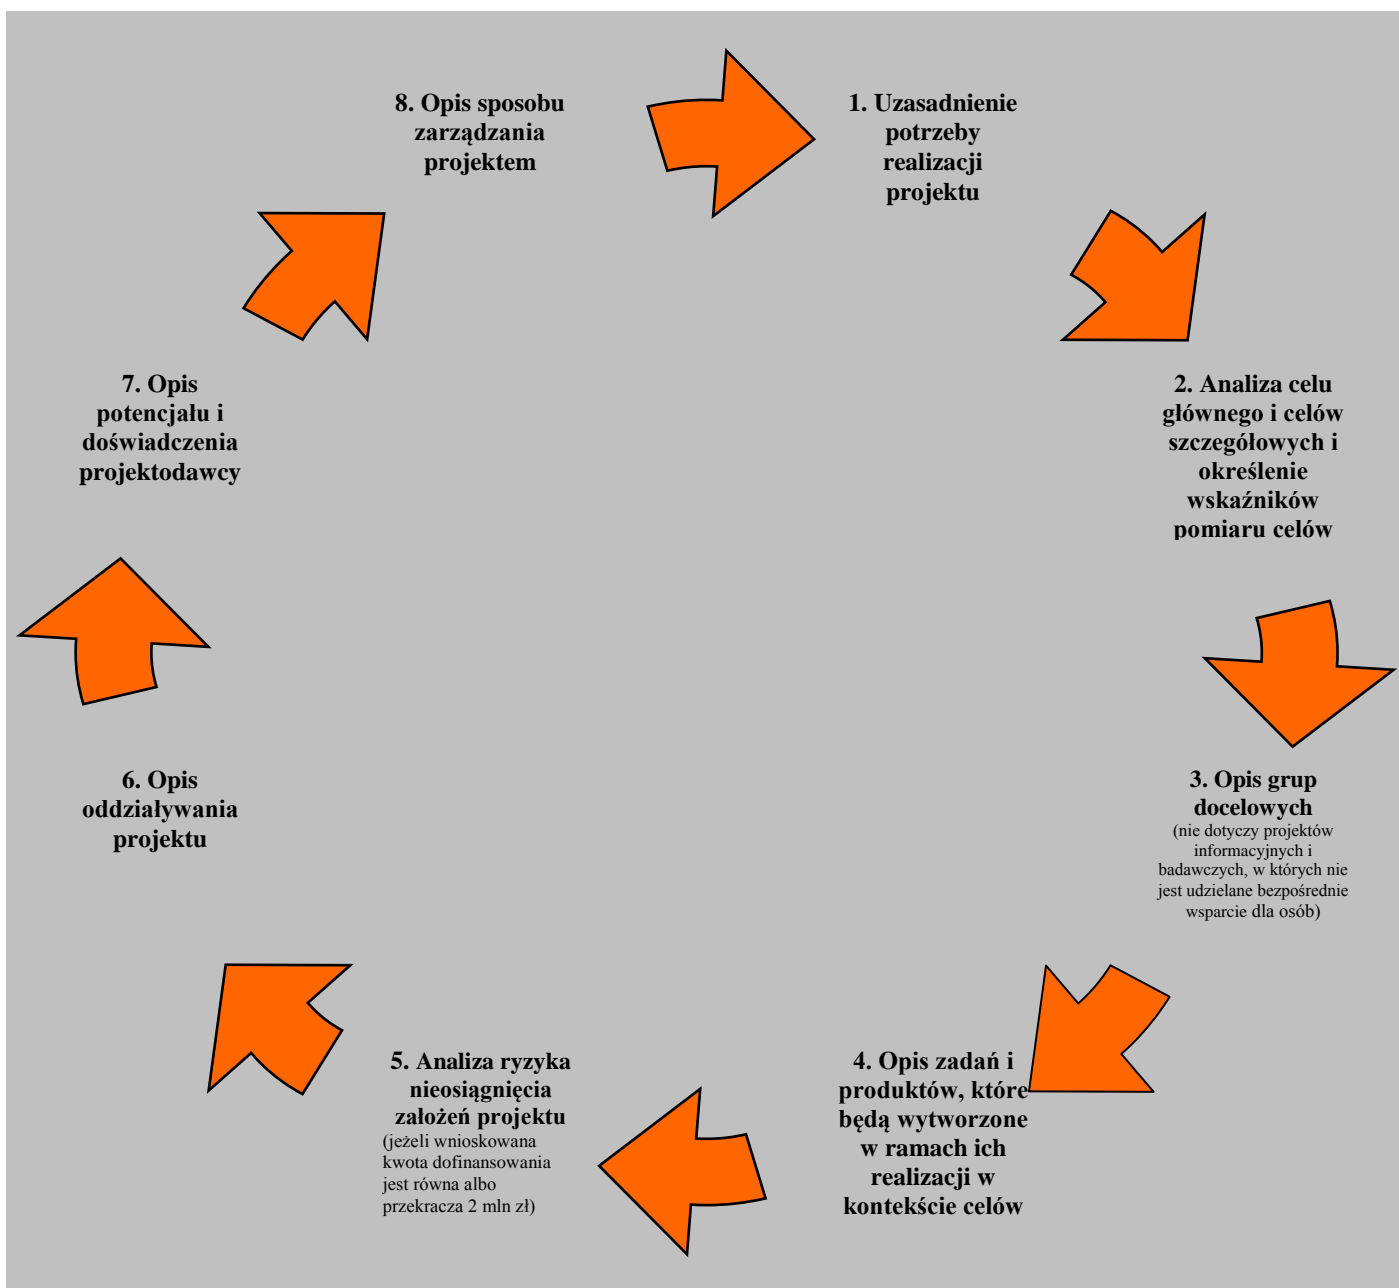 8. Opis sposobu
zarządzania
projektem
1. Uzasadnienie
potrzeby
realizacji
projektu
2. Analiza celu
głównego i celów
szczegółowych i
określenie
wskaźników
pomiaru celów
3. Opis grup
docelowych
(nie dotyczy projektów
informacyjnych i
badawczych, w których nie
jest udzielane bezpośrednie
wsparcie dla osób)
4. Opis zadań i
produktów, które
będą wytworzone
w ramach ich
realizacji w
kontekście celów
5. Analiza ryzyka
nieosiągnięcia
założeń projektu
(jeżeli wnioskowana
kwota dofinansowania
jest równa albo
przekracza 2 mln zł)
6. Opis
oddziaływania
projektu
7. Opis
potencjału i
doświadczenia
projektodawcy